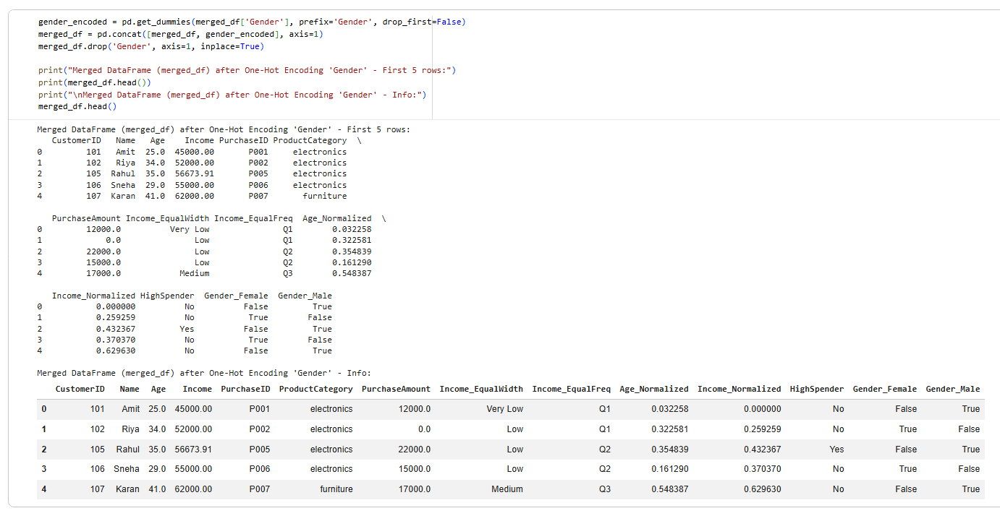 gender_encoded = pd.get_dummies(merged_df['Gender'], prefix='Gender', drop_first=False)
merged_df = pd.concat([merged_df, gender_encoded], axis=1)
merged_df.drop('Gender', axis=1, inplace=True)
print("Merged DataFrame (merged_df) after One-Hot Encoding 'Gender' - First 5 rows:")
print(merged_df.head())
print("\nMerged DataFrame (merged_df) after One-Hot Encoding 'Gender' - Info:")
merged_df.head()
Merged DataFrame (merged_df) after One-Hot Encoding 'Gender' - First 5 rows:
CustomerID Name Age Income PurchaseID ProductCategory \
0 101 Amit 25.0 45000.00 P001 electronics
1 102 Riya 34.0 52000.00 P002 electronics
2 105 Rahul 35.0 56673.91 P005 electronics
3 106 Sneha 29.0 55000.00 P006 electronics
4 107 Karan 41.0 62000.00 P007 furniture
PurchaseAmount Income_EqualWidth Income_EqualFreq Age_Normalized \
0 12000.0 Very Low Q1 0.032258
1 0.0 Low Q1 0.322581
2 22000.0 Low Q2 0.354839
3 15000.0 Low Q2 0.161290
4 17000.0 Medium Q3 0.548387
Income_Normalized HighSpender Gender_Female Gender_Male
0 0.000000 No False True
1 0.259259 No True False
2 0.432367 Yes False True
3 0.370370 No True False
4 0.629630 No False True
Merged DataFrame (merged_df) after One-Hot Encoding 'Gender' - Info:
CustomerID Name Age Income PurchaseID ProductCategory PurchaseAmount Income_EqualWidth Income_EqualFreq Age_Normalized Income_Normalized HighSpender Gender_Female Gender_Male
0 101 Amit 25.0 45000.00 P001 electronics 12000.0 Very Low Q1 0.032258 0.000000 No False True
1 102 Riya 34.0 52000.00 P002 electronics 0.0 Low Q1 0.322581 0.259259 No True False
2 105 Rahul 35.0 56673.91 P005 electronics 22000.0 Low Q2 0.354839 0.432367 Yes False True
3 106 Sneha 29.0 55000.00 P006 electronics 15000.0 Low Q2 0.161290 0.370370 No True False
4 107 Karan 41.0 62000.00 P007 furniture 17000.0 Medium Q3 0.548387 0.629630 No False True